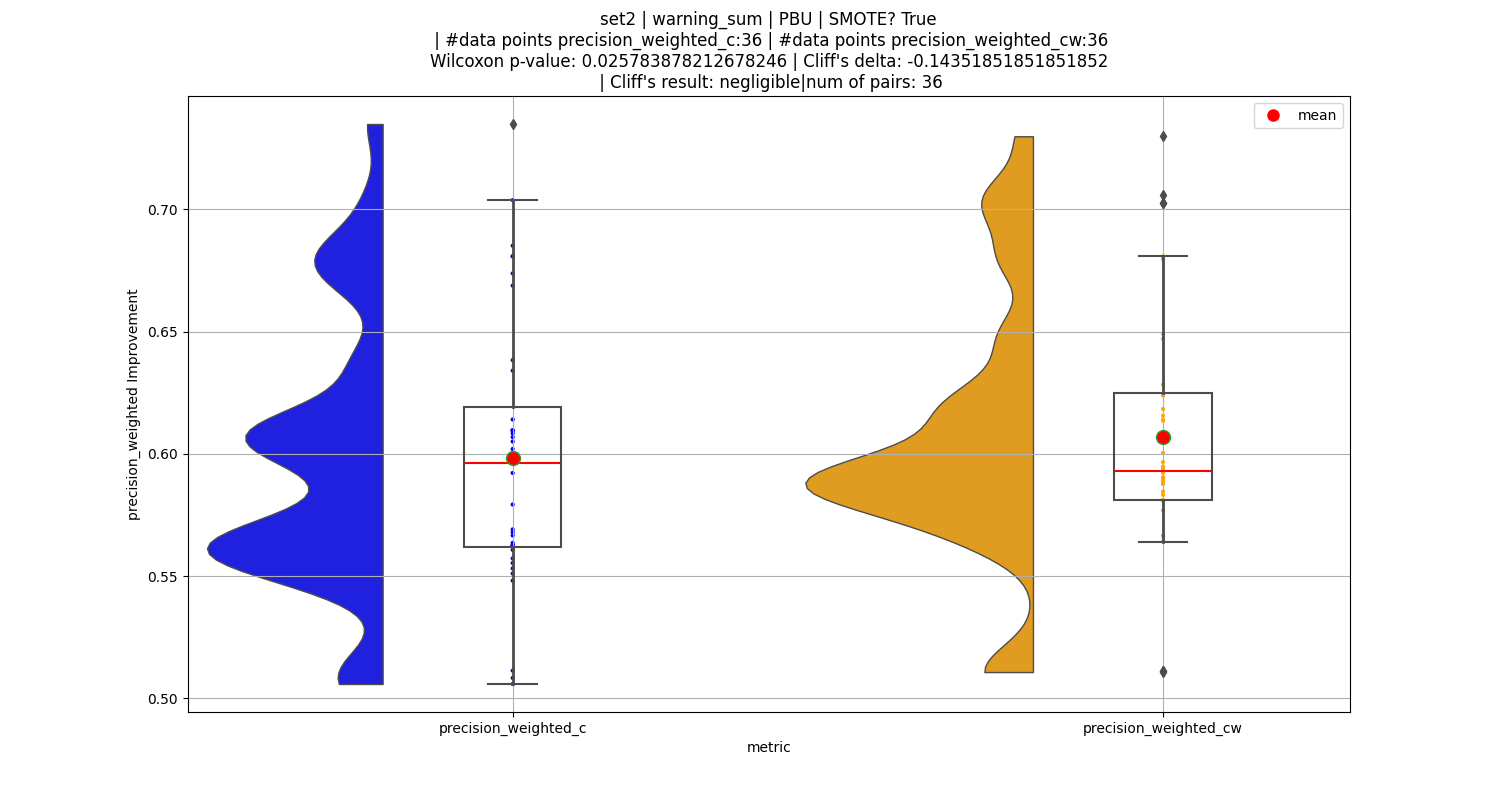 set2 | warning_sum | PBU | SMOTE? True
| #data points precision_weighted_c:36 | #data points precision_weighted_cw:36
Wilcoxon p-value: 0.025783878212678246 | Cliff's delta: -0.14351851851851852
| Cliff's result: negligible|num of pairs: 36
mean
precision_weighted Improvement
0.70
0.65
0.60
0.55
0.50
precision_weighted_c
precision_weighted_cw
metric